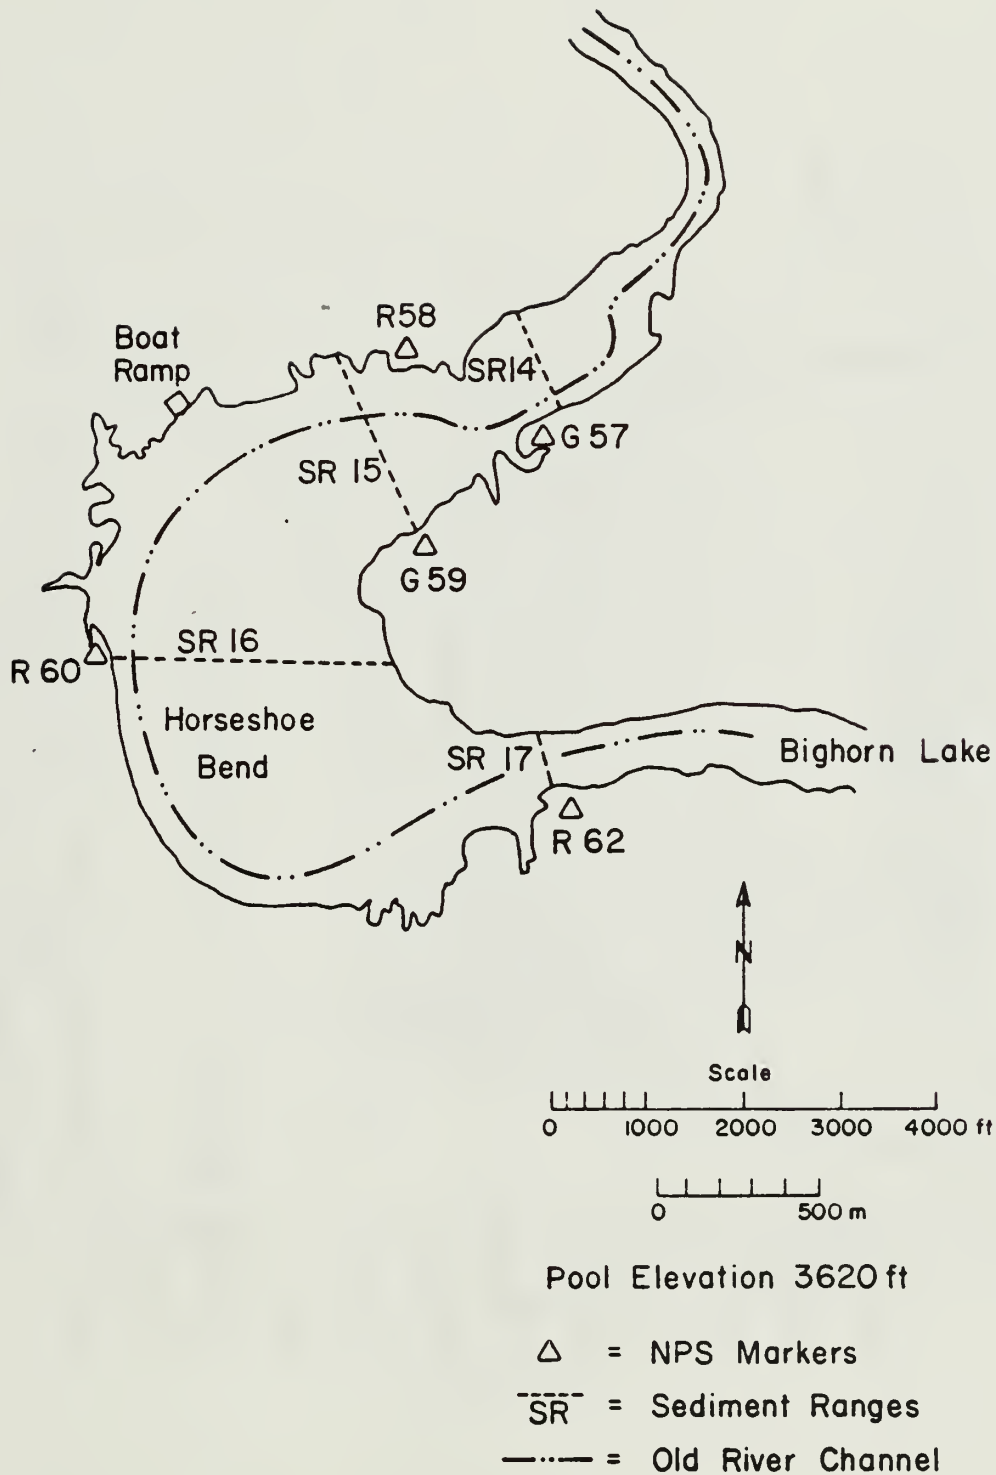 R58
Boat
Ramp
SR14
G 57
SR 15
G 59
SR 16
R 60
Horseshoe
Bend
SR 17
Bighorn Lake
R 62
N
Scale
0 1000 2000 3000 4000 ft
0 500 m
Pool Elevation 3620 ft
= NPS Markers
SR = Sediment Ranges
= Old River Channel